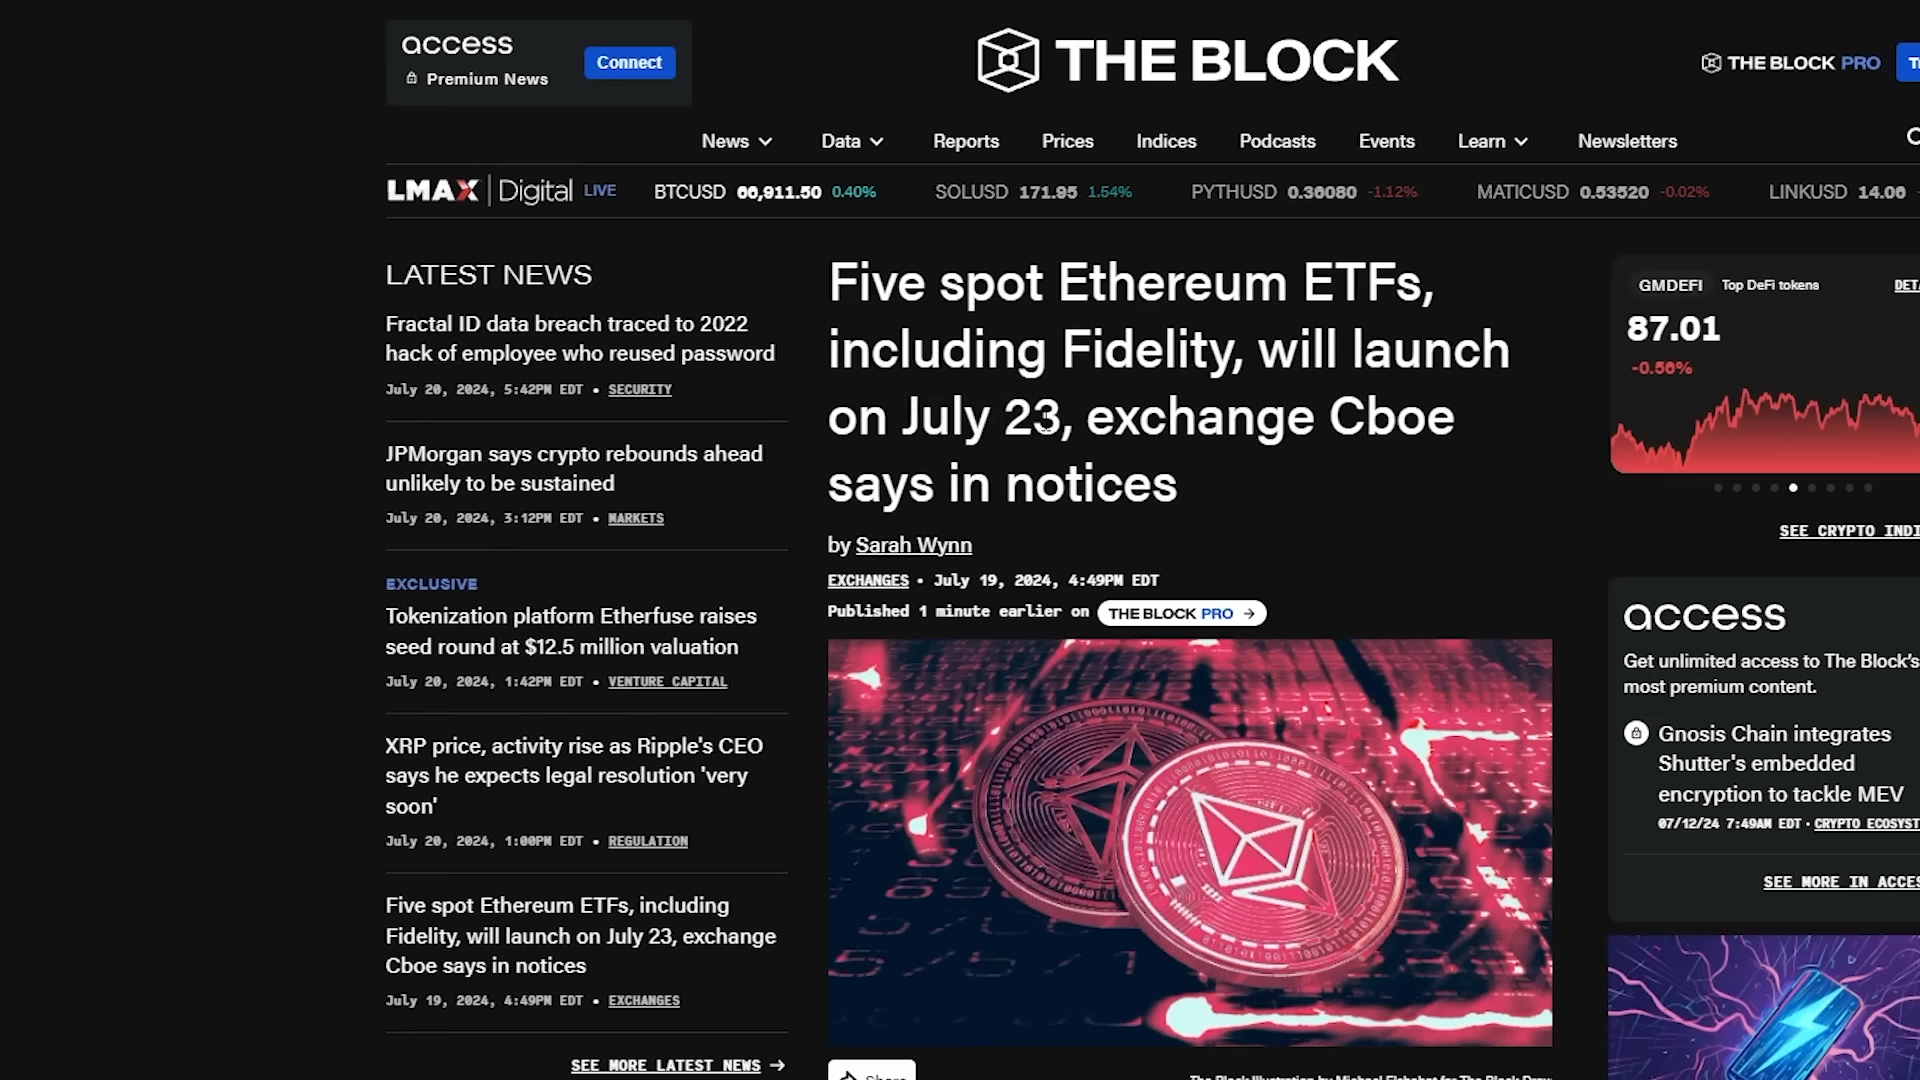 access
Premium News
Connect
THE BLOCK
THE BLOCK PRO
News
Data
Reports
Prices
Indices
Podcasts
Events
Learn
Newsletters
LMAX Digital LIVE
BTCUSD 66,911.50 0.40%
SOLUSD 171.95 1.54%
PYTHUSD 0.36080 -1.12%
MATICUSD 0.53520 -0.02%
LINKUSD 14.06
LATEST NEWS
Fractal ID data breach traced to 2022
hack of employee who reused password
July 20, 2024, 5:42PM EDT • SECURITY
JPMorgan says crypto rebounds ahead
unlikely to be sustained
July 20, 2024, 3:12PM EDT • MARKETS
EXCLUSIVE
Tokenization platform Etherfuse raises
seed round at $12.5 million valuation
July 20, 2024, 1:42PM EDT • VENTURE CAPITAL
XRP price, activity rise as Ripple's CEO
says he expects legal resolution 'very
soon'
July 20, 2024, 1:00PM EDT • REGULATION
Five spot Ethereum ETFs, including
Fidelity, will launch on July 23, exchange
Cboe says in notices
July 19, 2024, 4:49PM EDT • EXCHANGES
SEE MORE LATEST NEWS →
Five spot Ethereum ETFs,
including Fidelity, will launch
on July 23, exchange Cboe
says in notices
by Sarah Wynn
EXCHANGES • July 19, 2024, 4:49PM EDT
Published 1 minute earlier on THE BLOCK PRO →
GMDEFI Top DeFi tokens
87.01
-0.56%
SEE CRYPTO
access
Get unlimited access to The Block's
most premium content.
Gnosis Chain integrates
Shutter's embedded
encryption to tackle MEV
07/12/24 7:49AM EDT • CRYPTO
SEE MORE IN